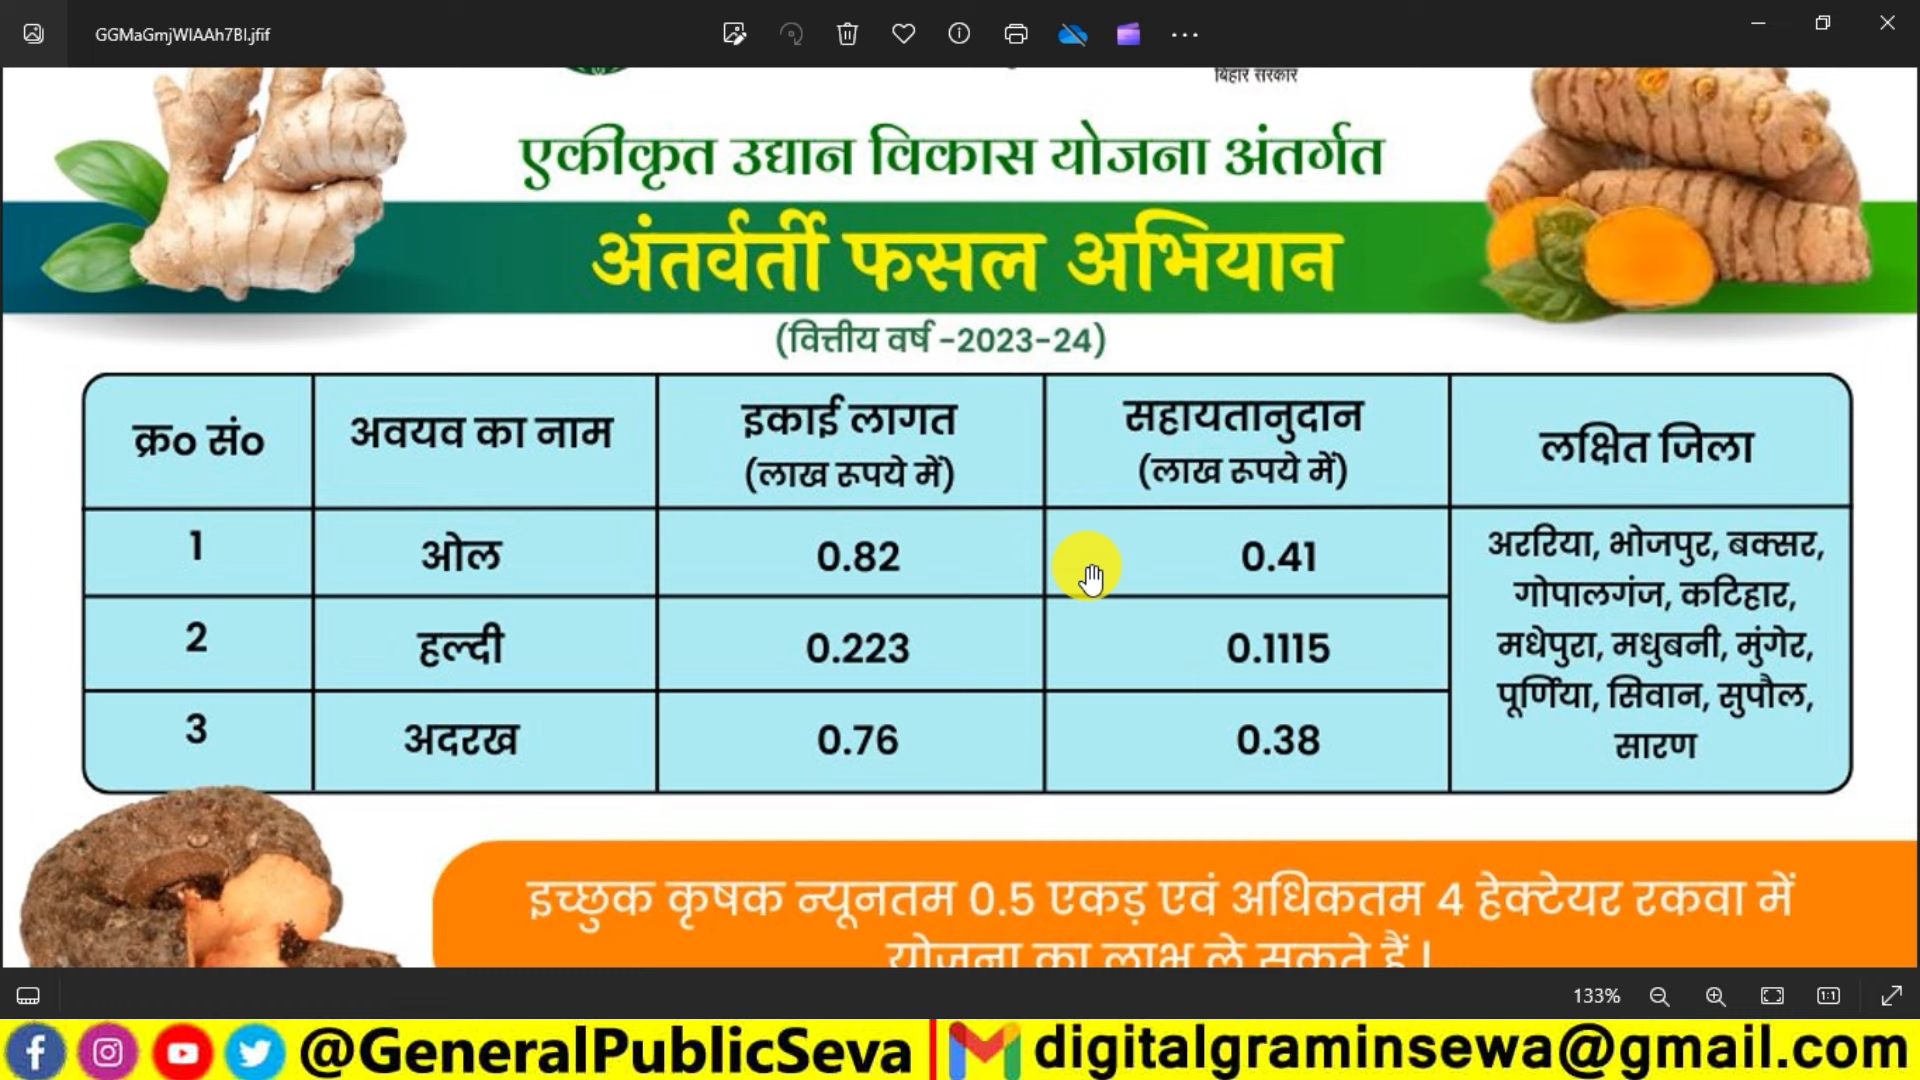 GGMaGmjWIAAh7BI.jfif
बिहार सरकार
एकीकृत उद्यान विकास योजना अंतर्गत
अंतर्वर्ती फसल अभियान
(वित्तीय वर्ष -2023-24)
क्र० सं० अवयव का नाम इकाई लागत (लाख रूपये में) सहायतानुदान (लाख रूपये में) लक्षित जिला
1 ओल 0.82 0.41
2 हल्दी 0.223 0.1115
3 अदरख 0.76 0.38
अररिया, भोजपुर, बक्सर,
गोपालगंज, कटिहार,
मधेपुरा, मधुबनी, मुंगेर,
पूर्णिया, सिवान, सुपौल,
सारण
इच्छुक कृषक न्यूनतम 0.5 एकड़ एवं अधिकतम 4 हेक्टेयर रकवा में
योजना का लाभ ले सकते हैं ।
133%
@GeneralPublicSeva digitalgraminsewa@gmail.com